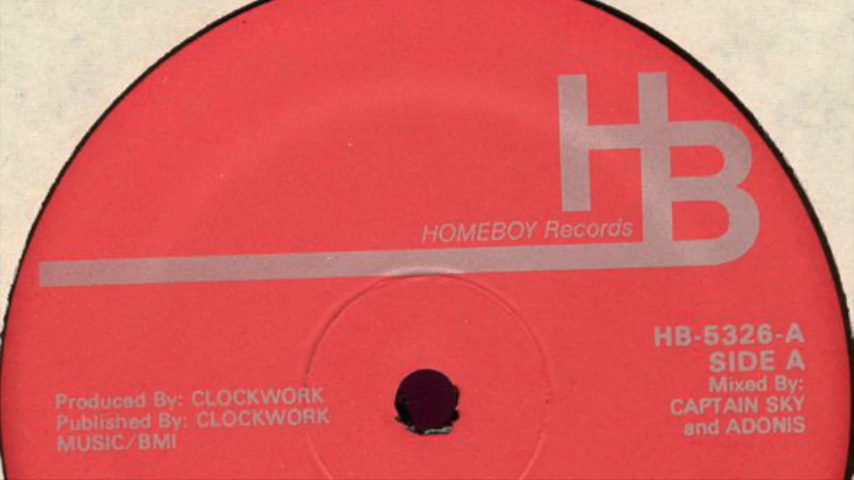 HB
HOMEBOY Records
HB-5326-A
SIDE A
Mixed By:
CAPTAIN SKY
and ADONIS
Produced By: CLOCKWORK
Published By: CLOCKWORK
MUSIC/BMI